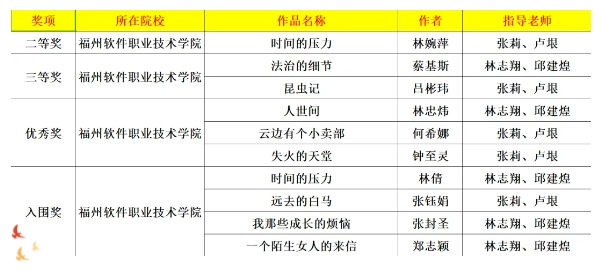 奖项 所在院校 作品名称 作者 指导老师
二等奖 福州软件职业技术学院 时间的压力 林婉萍 张莉、卢垠
三等奖 福州软件职业技术学院 法治的细节 蔡基斯 林志翔、邱建煌
昆虫记 吕彬玮 张莉、卢垠
优秀奖 福州软件职业技术学院 人世间 林忠炜 林志翔、邱建煌
云边有个小卖部 何希娜 张莉、卢垠
失火的天堂 钟至灵 张莉、卢垠
入围奖 福州软件职业技术学院 时间的压力 林倩 林志翔、邱建煌
远去的白马 张钰娟 张莉、卢垠
我那些成长的烦恼 张封圣 林志翔、邱建煌
一个陌生女人的来信 郑志颖 林志翔、邱建煌